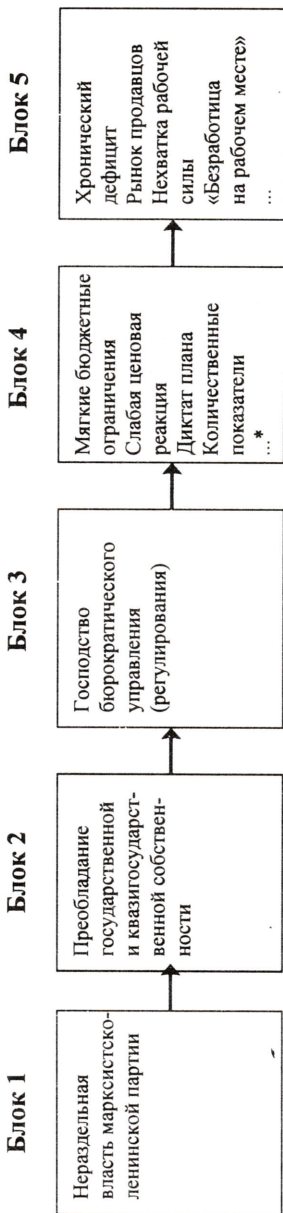 Блок 1
Нераздельная
власть марксистско-
ленинской партии
Блок 2
Преобладание
государственной
и квазигосударст-
венной собствен-
ности
Блок 3
Господство
бюрократического
управления
(регулирования)
Блок 4
Мягкие бюджетные
ограничения
Слабая ценовая
реакция
Диктат плана
Количественные
показатели
...*
Блок 5
Хронический
дефицит
Рынок продавцов
Нехватка рабочей
силы
«Безработица
на рабочем месте»
...